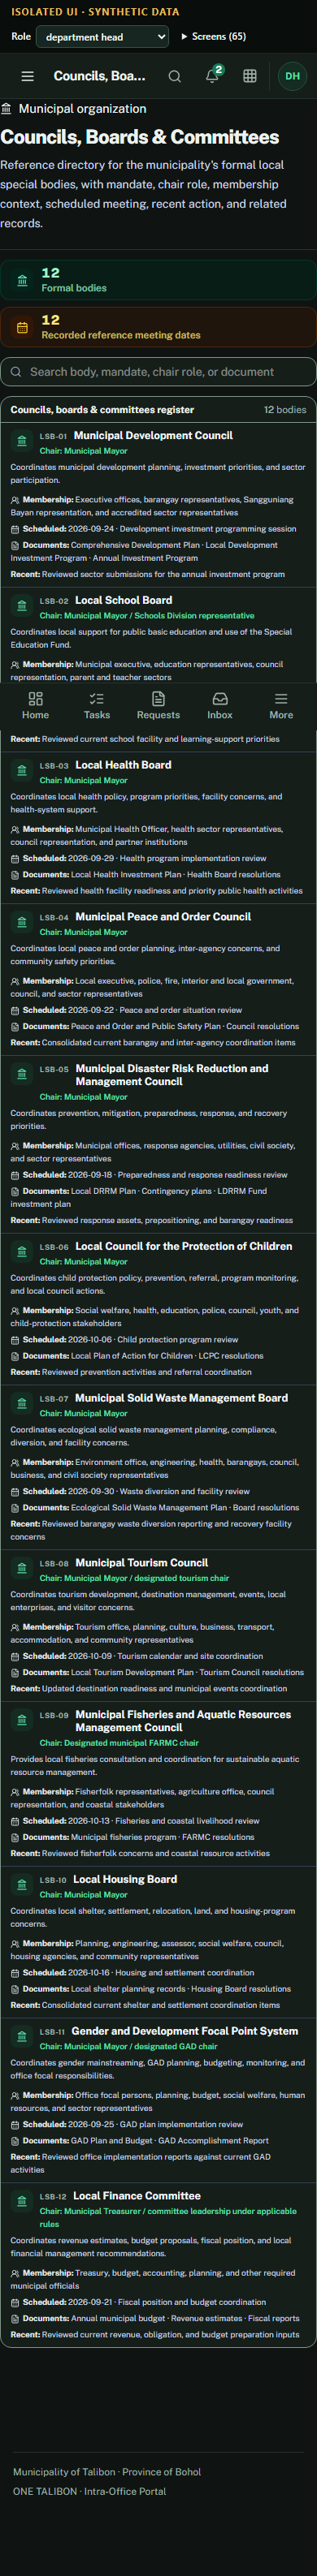 ISOLATED UI · SYNTHETIC DATA
Role department head ▶ Screens (65)
Councils, Boa... 2 DH
Municipal organization
Councils, Boards & Committees
Reference directory for the municipality's formal local
special bodies, with mandate, chair role, membership
context, scheduled meeting, recent action, and related
records.
12
Formal bodies
12
Recorded reference meeting dates
Search body, mandate, chair role, or document
Councils, boards & committees register 12 bodies
LSB-01 Municipal Development Council
Chair: Municipal Mayor
Coordinates municipal development planning, investment priorities, and sector
participation.
Membership: Executive offices, barangay representatives, Sangguniang
Bayan representation, and accredited sector representatives
Scheduled: 2026-09-24 · Development investment programming session
Documents: Comprehensive Development Plan · Local Development
Investment Program · Annual Investment Program
Recent: Reviewed sector submissions for the annual investment program
LSB-02 Local School Board
Chair: Municipal Mayor / Schools Division representative
Coordinates local support for public basic education and use of the Special
Education Fund.
Membership: Municipal executive, education representatives, council
representation, parent and teacher sectors
Home Tasks Requests Inbox More
Recent: Reviewed current school facility and learning-support priorities
LSB-03 Local Health Board
Chair: Municipal Mayor
Coordinates local health policy, program priorities, facility concerns, and
health-system support.
Membership: Municipal Health Officer, health sector representatives,
council representation, and partner institutions
Scheduled: 2026-09-29 · Health program implementation review
Documents: Local Health Investment Plan · Health Board resolutions
Recent: Reviewed health facility readiness and priority public health activities
LSB-04 Municipal Peace and Order Council
Chair: Municipal Mayor
Coordinates local peace and order planning, inter-agency concerns, and
community safety priorities.
Membership: Local executive, police, fire, interior and local government,
council, and sector representatives
Scheduled: 2026-09-22 · Peace and order situation review
Documents: Peace and Order and Public Safety Plan · Council resolutions
Recent: Consolidated current barangay and inter-agency coordination items
LSB-05 Municipal Disaster Risk Reduction and
Management Council
Chair: Municipal Mayor
Coordinates prevention, mitigation, preparedness, response, and recovery
priorities.
Membership: Municipal offices, response agencies, utilities, civil society,
and sector representatives
Scheduled: 2026-09-18 · Preparedness and response readiness review
Documents: Local DRRM Plan · Contingency plans · LDRRM Fund
investment plan
Recent: Reviewed response assets, prepositioning, and barangay readiness
LSB-06 Local Council for the Protection of Children
Chair: Municipal Mayor
Coordinates child protection policy, prevention, referral, program monitoring,
and local council actions.
Membership: Social welfare, health, education, police, council, youth, and
child-protection stakeholders
Scheduled: 2026-10-06 · Child protection program review
Documents: Local Plan of Action for Children · LCPC resolutions
Recent: Reviewed prevention activities and referral coordination
LSB-07 Municipal Solid Waste Management Board
Chair: Municipal Mayor
Coordinates ecological solid waste management planning, compliance,
diversion, and facility concerns.
Membership: Environment office, engineering, health, barangays, council,
business, and civil society representatives
Scheduled: 2026-09-30 · Waste diversion and facility review
Documents: Ecological Solid Waste Management Plan · Board resolutions
Recent: Reviewed barangay waste diversion reporting and recovery facility
concerns
LSB-08 Municipal Tourism Council
Chair: Municipal Mayor / designated tourism chair
Coordinates tourism development, destination management, events, local
enterprises, and visitor concerns.
Membership: Tourism office, planning, culture, business, transport,
accommodation, and community representatives
Scheduled: 2026-10-09 · Tourism calendar and site coordination
Documents: Local Tourism Development Plan · Tourism Council resolutions
Recent: Updated destination readiness and municipal events coordination
LSB-09 Municipal Fisheries and Aquatic Resources
Management Council
Chair: Designated municipal FARMC chair
Provides local fisheries consultation and coordination for sustainable aquatic
resource management.
Membership: Fisherfolk representatives, agriculture office, council
representation, and coastal stakeholders
Scheduled: 2026-10-13 · Fisheries and coastal livelihood review
Documents: Municipal fisheries program · FARMC resolutions
Recent: Reviewed fisherfolk concerns and coastal resource activities
LSB-10 Local Housing Board
Chair: Municipal Mayor
Coordinates local shelter, settlement, relocation, land, and housing-program
concerns.
Membership: Planning, engineering, assessor, social welfare, council,
housing agencies, and community representatives
Scheduled: 2026-10-16 · Housing and settlement coordination
Documents: Local shelter planning records · Housing Board resolutions
Recent: Consolidated current shelter and settlement coordination items
LSB-11 Gender and Development Focal Point System
Chair: Municipal Mayor / designated GAD chair
Coordinates gender mainstreaming, GAD planning, budgeting, monitoring, and
office focal responsibilities.
Membership: Office focal persons, planning, budget, social welfare, human
resources, and sector representatives
Scheduled: 2026-09-25 · GAD plan implementation review
Documents: GAD Plan and Budget · GAD Accomplishment Report
Recent: Reviewed office implementation reports against current GAD
activities
LSB-12 Local Finance Committee
Chair: Municipal Treasurer / committee leadership under applicable
rules
Coordinates revenue estimates, budget proposals, fiscal position, and local
financial management recommendations.
Membership: Treasury, budget, accounting, planning, and other required
municipal officials
Scheduled: 2026-09-21 · Fiscal position and budget coordination
Documents: Annual municipal budget · Revenue estimates · Fiscal reports
Recent: Reviewed current revenue, obligation, and budget preparation inputs
Municipality of Talibon · Province of Bohol
ONE TALIBON · Intra-Office Portal